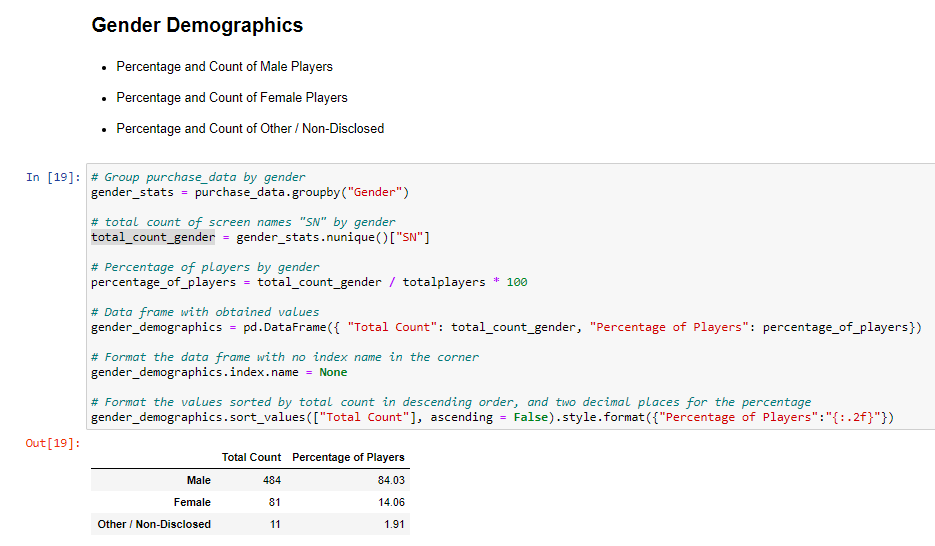 Gender Demographics
• Percentage and Count of Male Players
• Percentage and Count of Female Players
• Percentage and Count of Other / Non-Disclosed
In [19]: # Group purchase_data by gender
gender_stats = purchase_data.groupby("Gender")
# total count of screen names "SN" by gender
total_count_gender = gender_stats.nunique()["SN"]
# Percentage of players by gender
percentage_of_players = total_count_gender / totalplayers * 100
# Data frame with obtained values
gender_demographics = pd.DataFrame({ "Total Count": total_count_gender, "Percentage of Players": percentage_of_players})
# Format the data frame with no index name in the corner
gender_demographics.index.name = None
# Format the values sorted by total count in descending order, and two decimal places for the percentage
gender_demographics.sort_values(["Total Count"], ascending = False).style.format({"Percentage of Players":"{:.2f}"})
Out[19]:
Total Count Percentage of Players
Male 484 84.03
Female 81 14.06
Other / Non-Disclosed 11 1.91